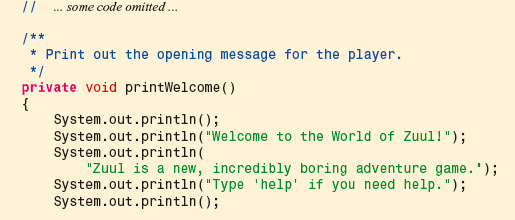 // ... some code omitted ...
/**
* Print out the opening message for the player.
*/
private void printWelcome()
{
System.out.println();
System.out.println("Welcome to the World of Zuul!");
System.out.println(
"Zuul is a new, incredibly boring adventure game.");
System.out.println("Type 'help' if you need help.");
System.out.println();